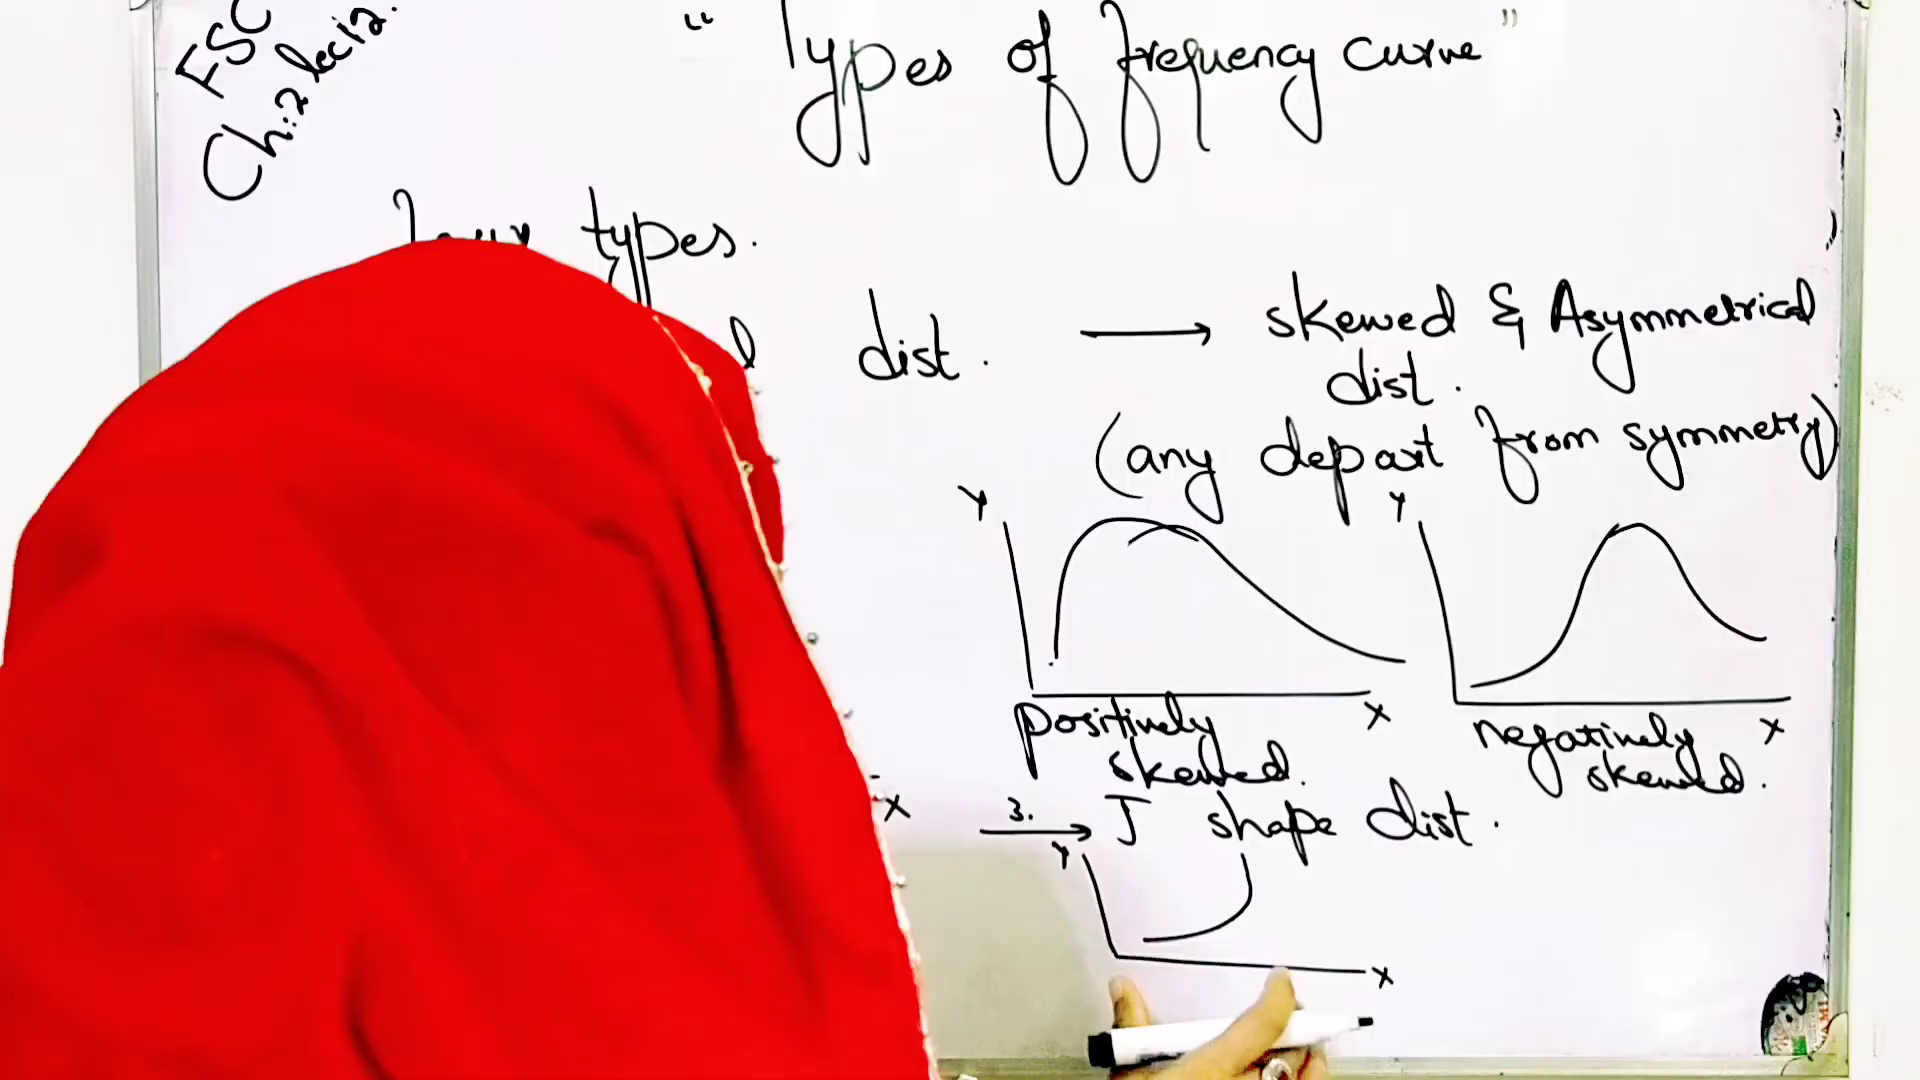 FSC
Ch:2 lec12.
" Types of frequency curve "
types.
dist. → skewed & Asymmetrical
dist.
(any depart from symmetry)
Y Y
X X
positively skewed.
negatively skewed.
X
3. → J shape dist.
Y
X